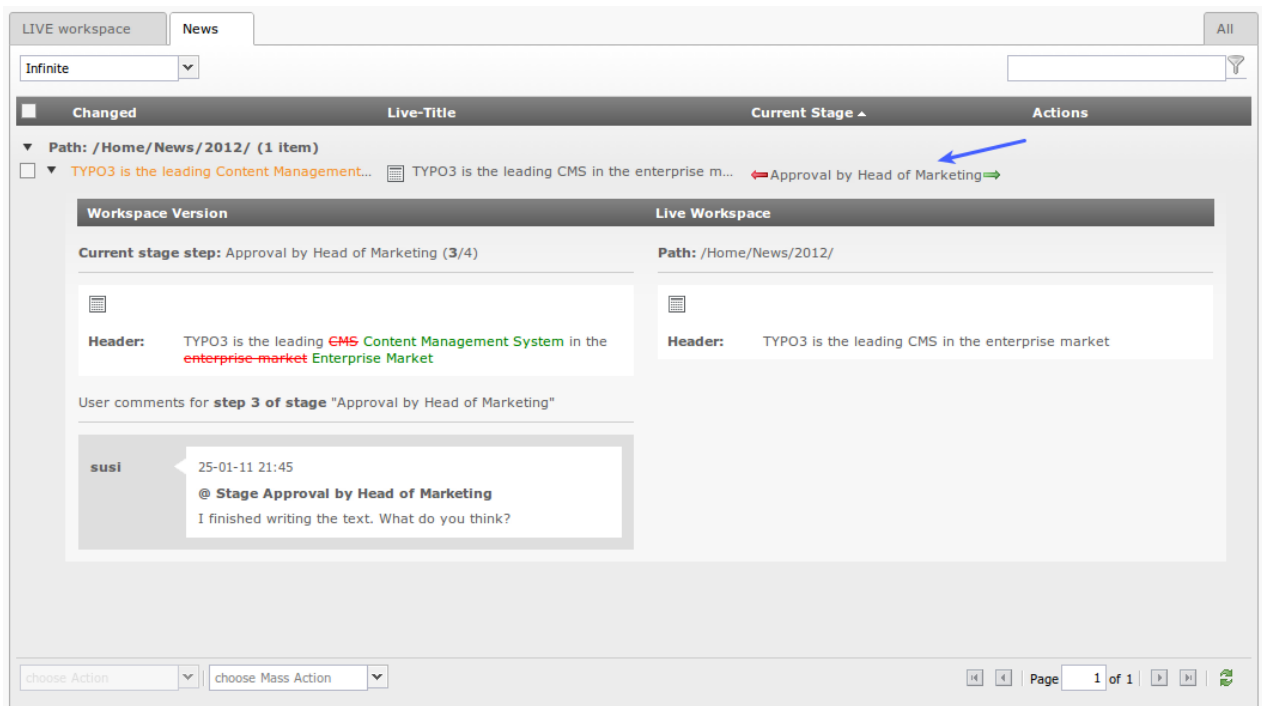 LIVE workspace News All
Infinite
Changed Live-Title Current Stage Actions
Path: /Home/News/2012/ (1 item)
TYPO3 is the leading Content Management... TYPO3 is the leading CMS in the enterprise m... Approval by Head of Marketing
Workspace Version Live Workspace
Current stage step: Approval by Head of Marketing (3/4) Path: /Home/News/2012/
Header: TYPO3 is the leading CMS Content Management System in the
enterprise market Enterprise Market
Header: TYPO3 is the leading CMS in the enterprise market
User comments for step 3 of stage "Approval by Head of Marketing"
susi 25-01-11 21:45
@ Stage Approval by Head of Marketing
I finished writing the text. What do you think?
choose Action choose Mass Action Page 1 of 1